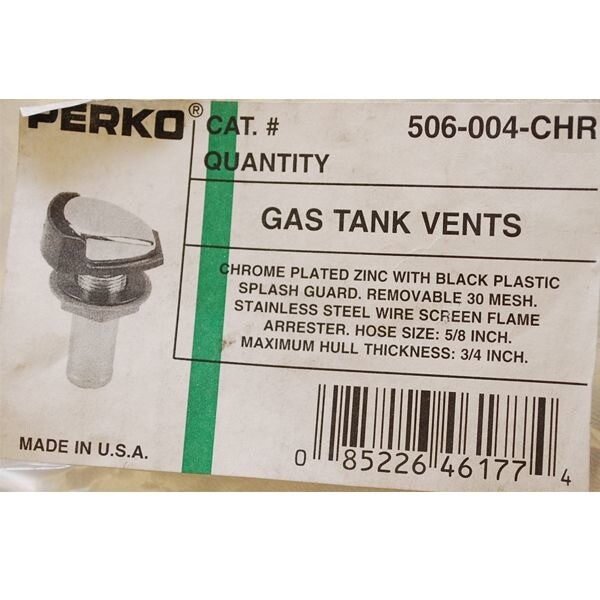 PERKO®
CAT. # 506-004-CHR
QUANTITY
GAS TANK VENTS
CHROME PLATED ZINC WITH BLACK PLASTIC
SPLASH GUARD. REMOVABLE 30 MESH.
STAINLESS STEEL WIRE SCREEN FLAME
ARRESTER. HOSE SIZE: 5/8 INCH.
MAXIMUM HULL THICKNESS: 3/4 INCH.
MADE IN U.S.A.
0 85226 46177 4